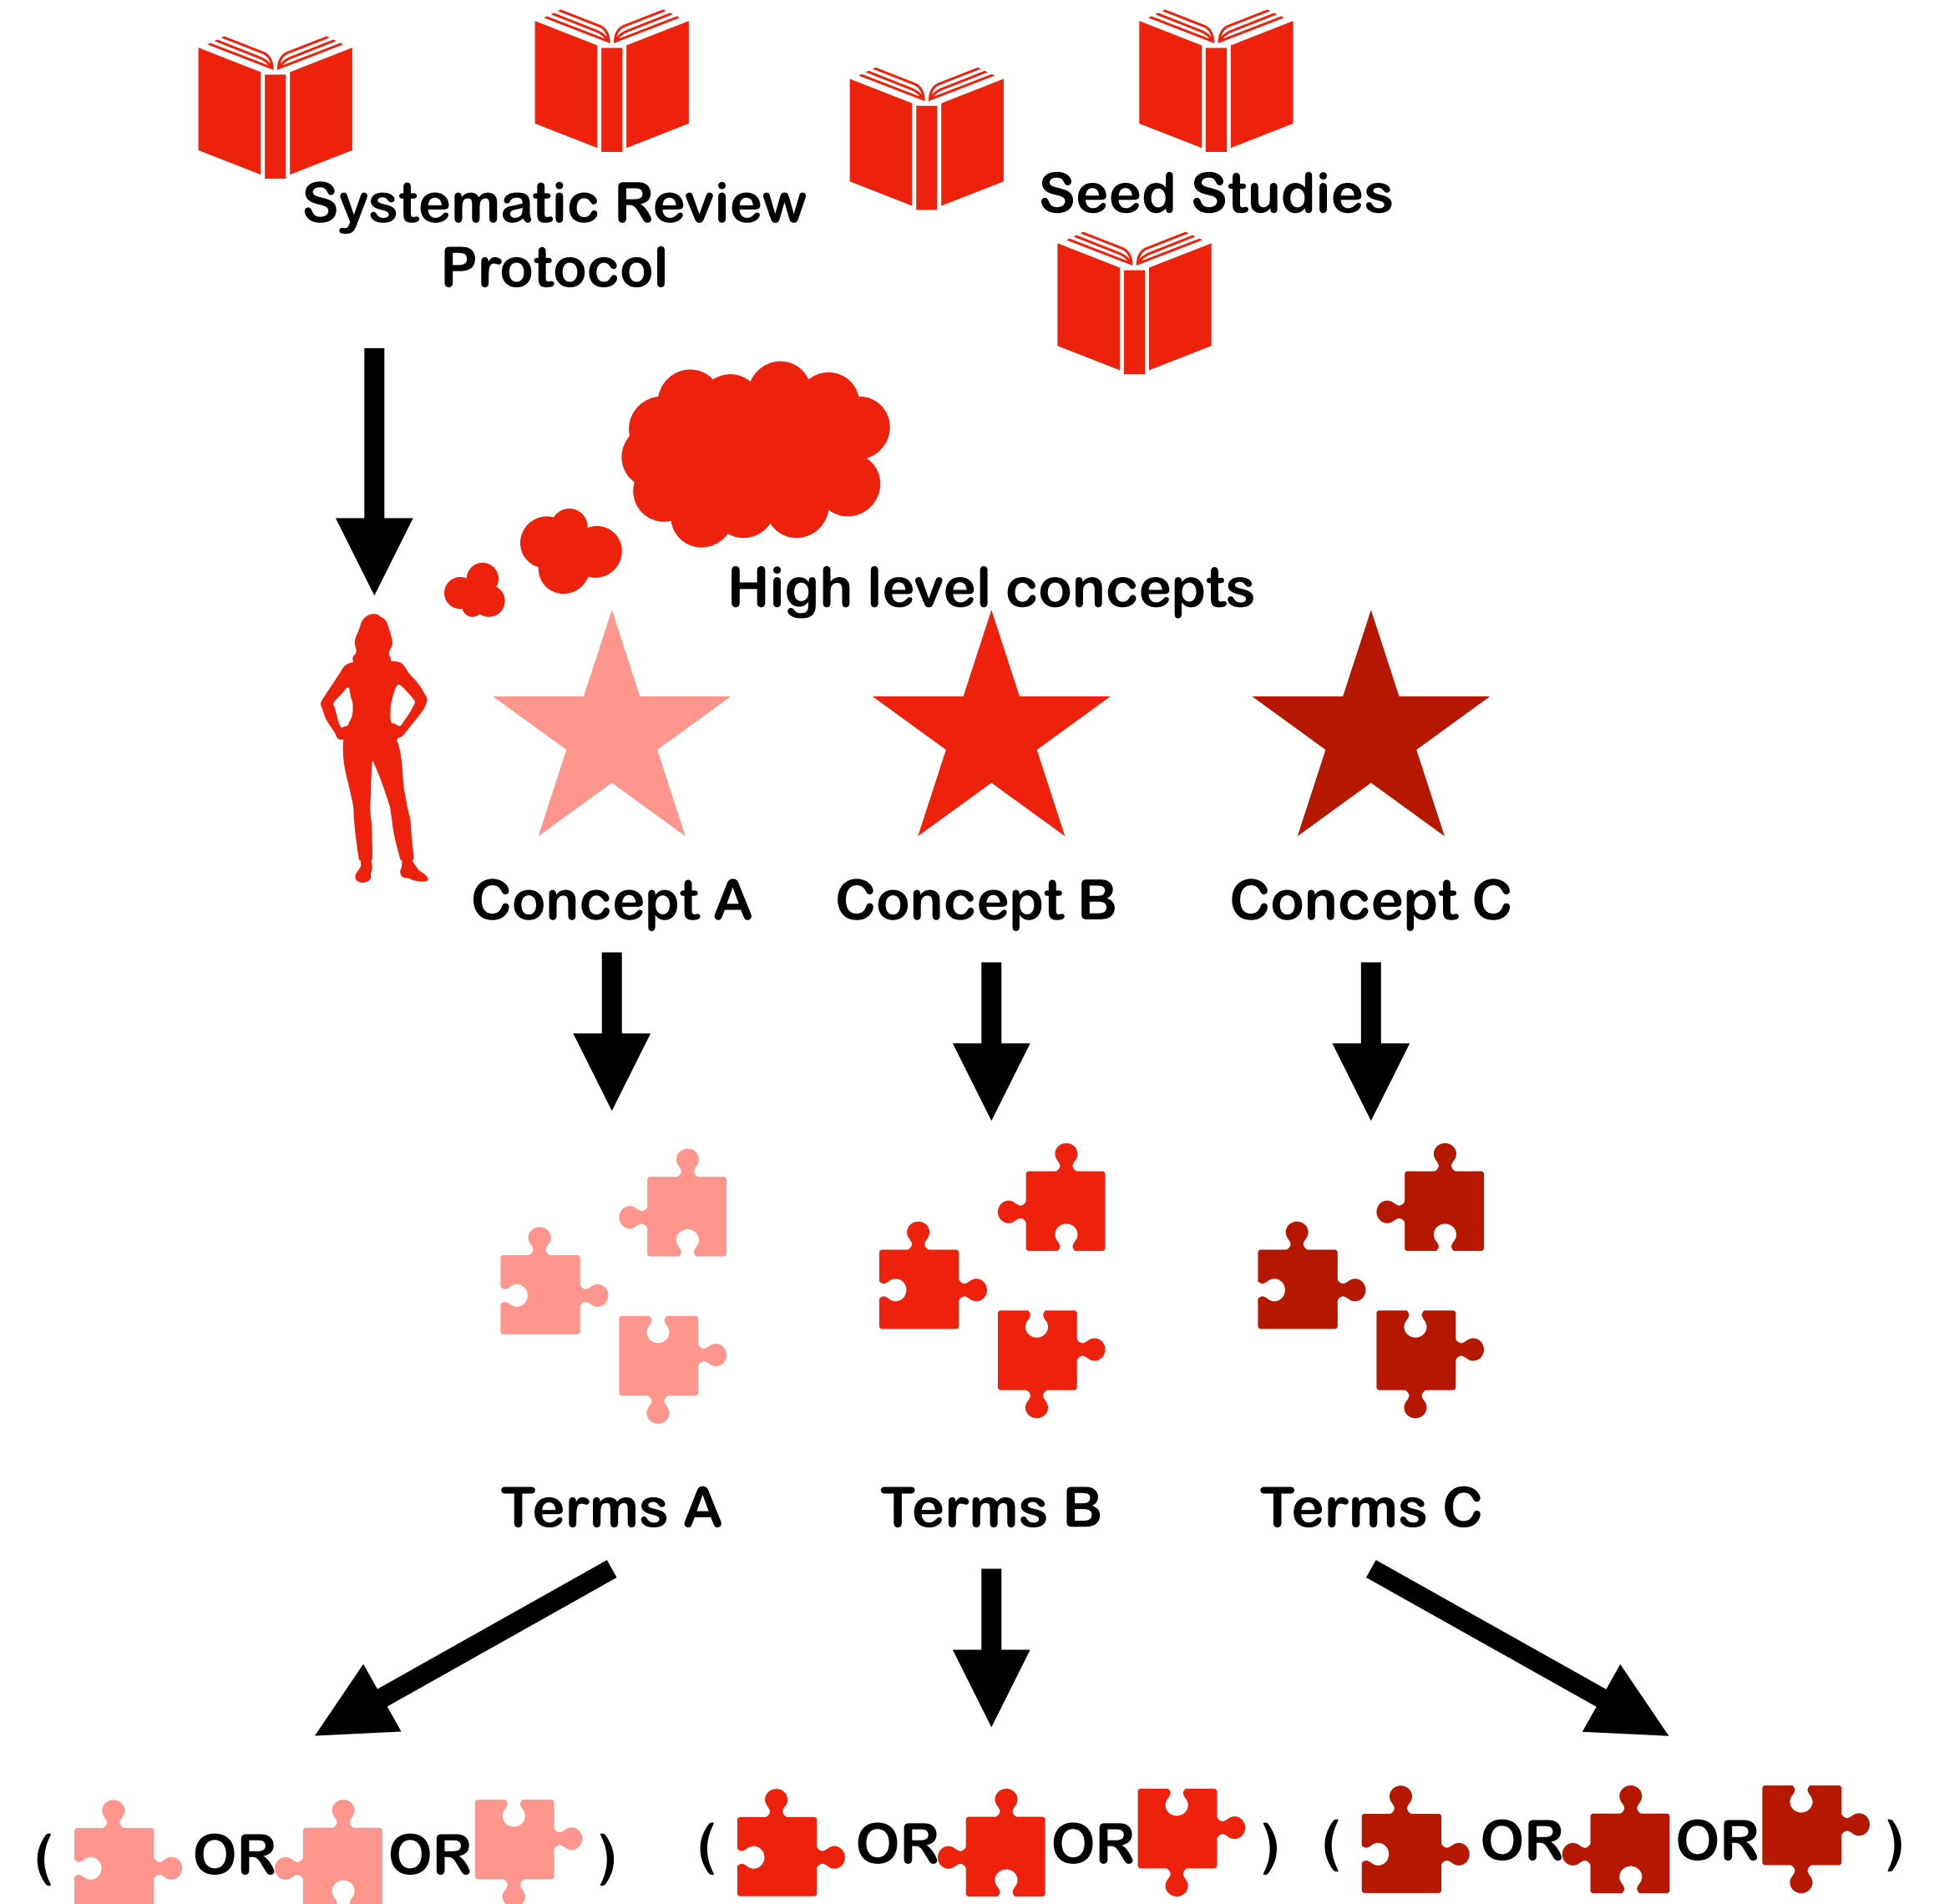 Systematic Review
Protocol
Seed Studies
High level concepts
Concept A
Concept B
Concept C
Terms A
Terms B
Terms C
( OR OR ) ( OR OR ) ( OR OR )